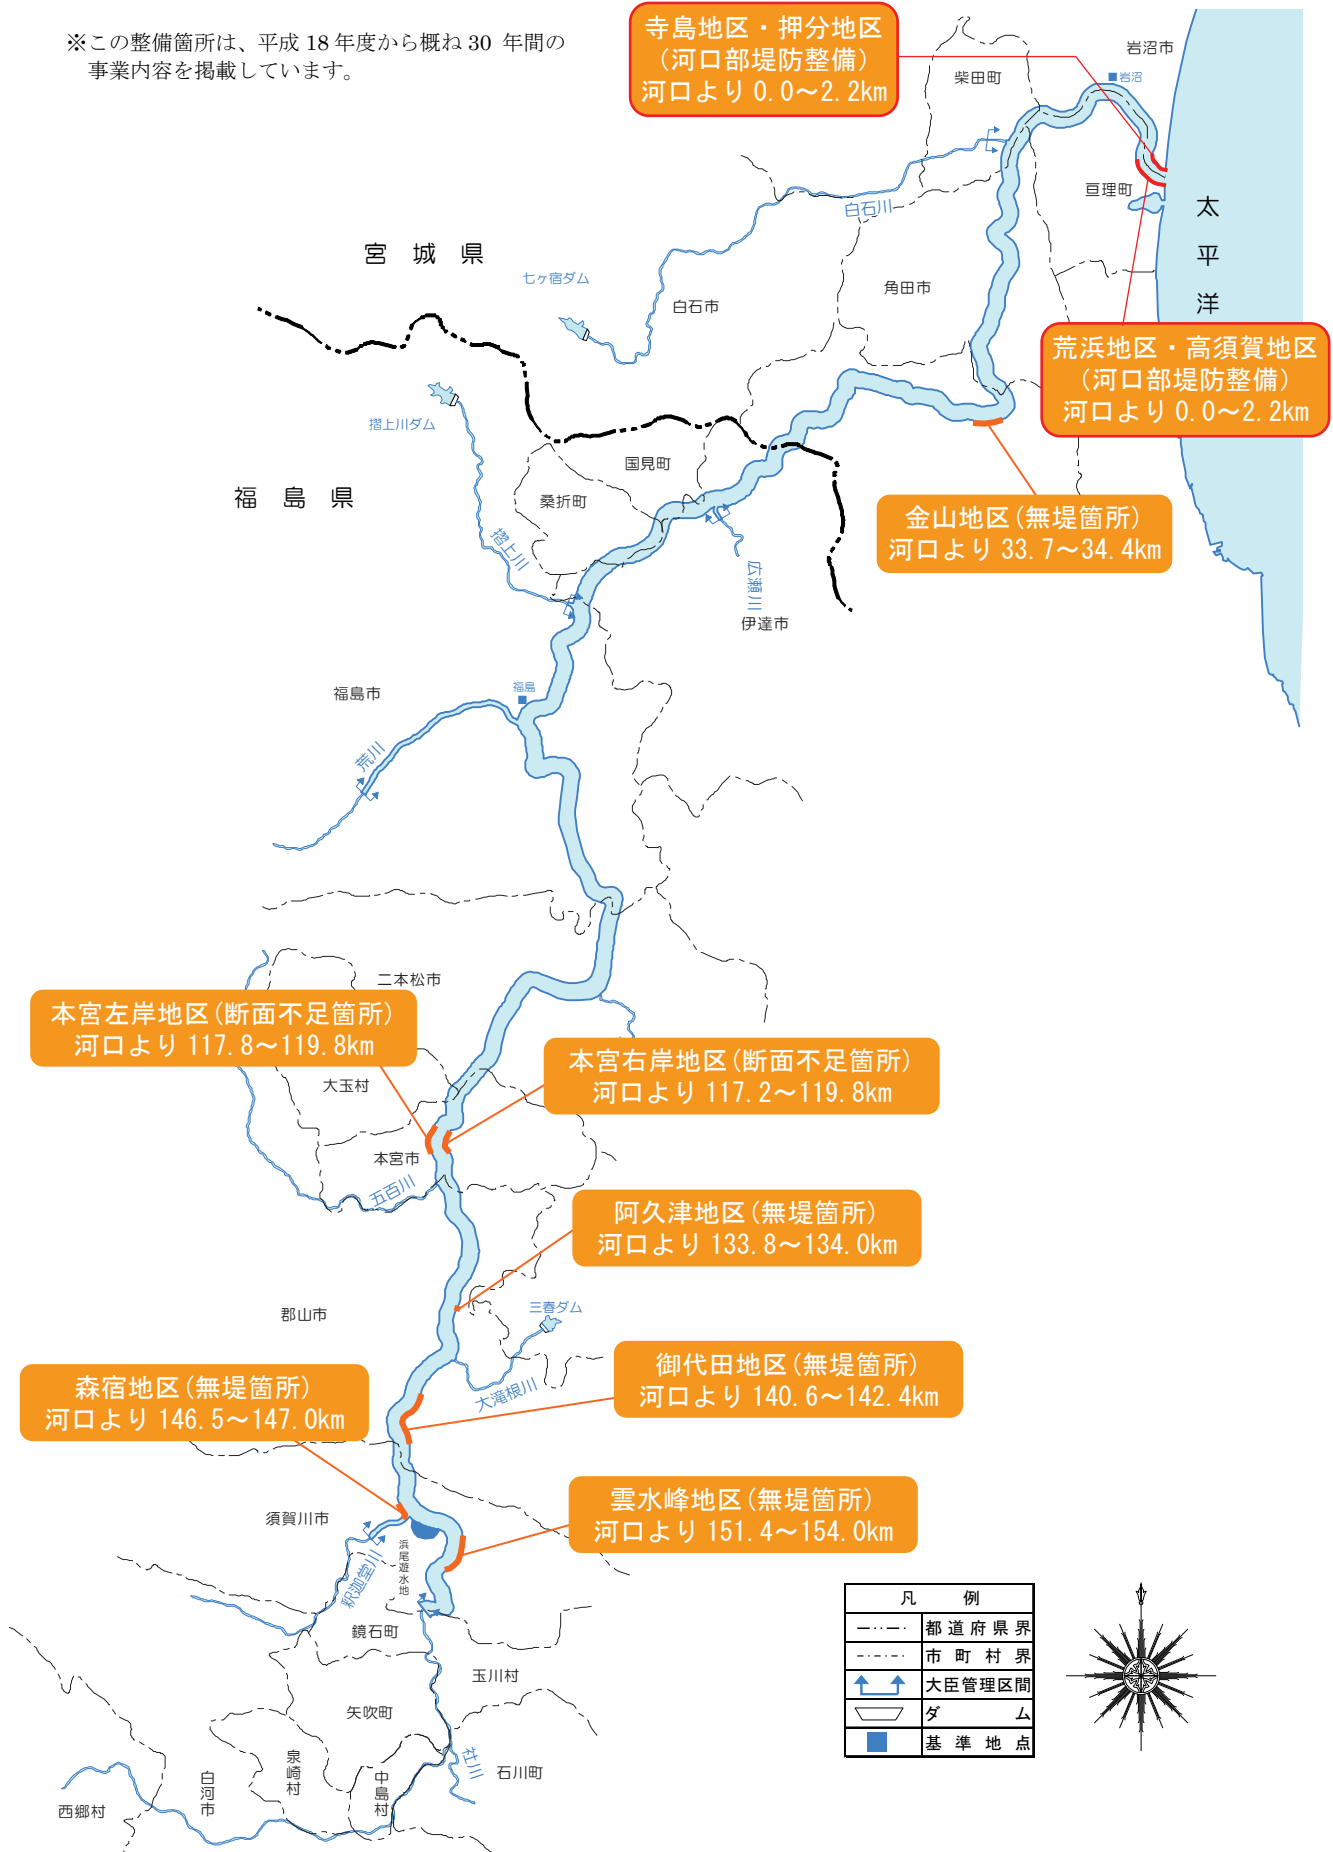 ※この整備箇所は、平成 18 年度から概ね 30 年間の
事業内容を掲載しています。
寺島地区・押分地区
(河口部堤防整備)
河口より 0.0～2.2km
岩沼市
岩沼
柴田町
亘理町
白石川
太平洋
宮城県
七ヶ宿ダム
白石市
角田市
荒浜地区・高須賀地区
(河口部堤防整備)
河口より 0.0～2.2km
摺上川ダム
国見町
福島県
桑折町
金山地区(無堤箇所)
河口より 33.7～34.4km
摺上川
広瀬川
伊達市
福島市
福島
荒川
二本松市
本宮左岸地区(断面不足箇所)
河口より 117.8～119.8km
本宮右岸地区(断面不足箇所)
河口より 117.2～119.8km
大玉村
本宮市
五百川
阿久津地区(無堤箇所)
河口より 133.8～134.0km
三春ダム
郡山市
御代田地区(無堤箇所)
河口より 140.6～142.4km
大滝根川
森宿地区(無堤箇所)
河口より 146.5～147.0km
雲水峰地区(無堤箇所)
河口より 151.4～154.0km
須賀川市
浜尾遊水地
釈迦堂川
鏡石町
玉川村
矢吹町
社川
石川町
泉崎村
中島村
白河市
西郷村
凡例
都道府県界
市町村界
大臣管理区間
ダム
基準地点